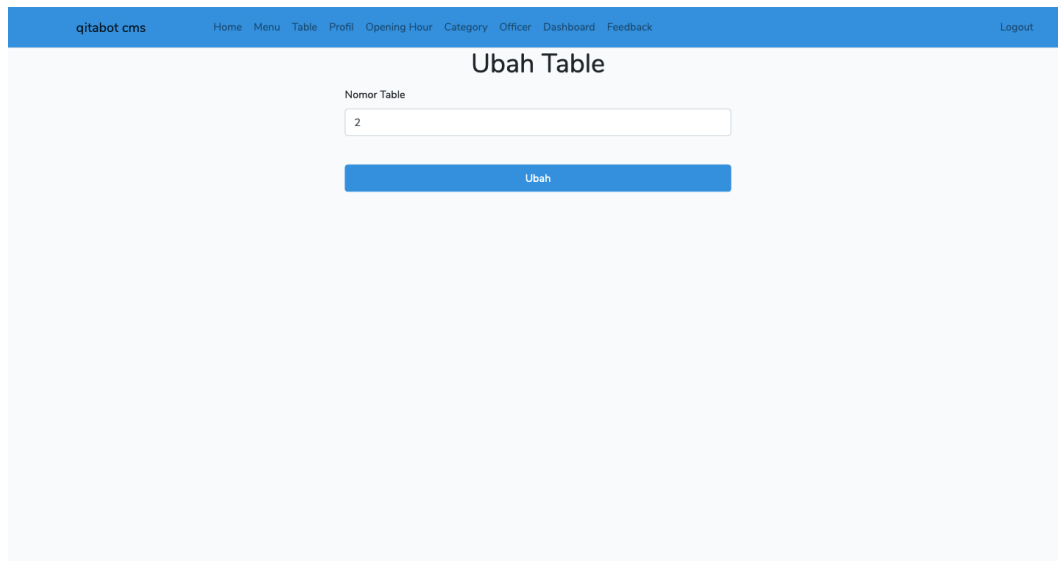 qitabot cms Home Menu Table Profil Opening Hour Category Officer Dashboard Feedback Logout
Ubah Table
Nomor Table
2
Ubah